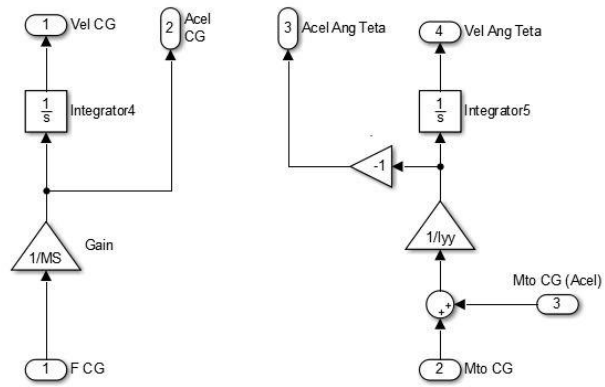 1 Vel CG
2 Acel
CG
3 Acel Ang Teta
4 Vel Ang Teta
1
s
Integrator4
1
s
Integrator5
-1
1/MS
Gain
1/Iyy
Mto CG (Acel)
3
+
+
1 F CG
2 Mto CG